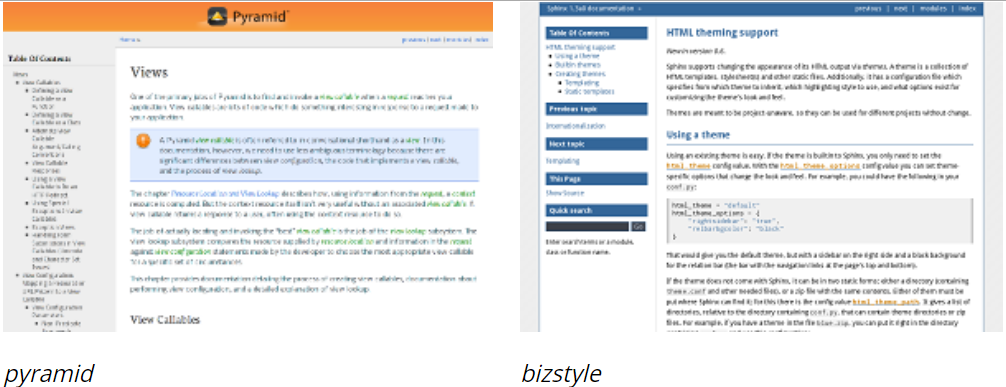 Pyramid
Table Of Contents
Views
One of the primary jobs of Pyramid is to find and invoke a view callable when a request reaches your
application. View callables are bits of code which do something interesting in response to a request made to
your application.
A Pyramid view callable is often referred to in conversational shorthand as a view. In this
documentation, however, we need to use less ambiguous terminology because there are
significant differences between view configuration, the code that implements a view callable,
and the process of view lookup.
The chapter describes how, using information from the request, a context
resource is computed. But the context resource itself isn't very useful without an associated view callable. A
view callable returns a response to a user, often using the context resource to do so.
The job of actually locating and invoking the "best" view callable is the job of the view lookup subsystem. The
view lookup subsystem compares the resource supplied by resource location and information in the request
against view configuration statements made by the developer to choose the most appropriate view callable
for a specific set of circumstances.
This chapter provides documentation detailing the process of creating view callables, documentation about
performing view configuration, and a detailed explanation of view lookup.
View Callables
pyramid
Sphinx 1.3a0 documentation »
previous | next | modules | index
Table Of Contents
HTML theming support
Using a theme
Builtin themes
Creating themes
Templating
Static templates
Previous topic
Internationalization
Next topic
Templating
This Page
Show Source
Quick search
Go
Enter search terms or a module,
class or function name.
HTML theming support
New in version 0.6.
Sphinx supports changing the appearance of its HTML output via themes. A theme is a collection of
HTML templates, stylesheet(s) and other static files. Additionally, it has a configuration file which
specifies from which theme to inherit, which highlighting style to use, and what options exist for
customizing the theme's look and feel.
Themes are meant to be project-unaware, so they can be used for different projects without change.
Using a theme
Using an existing theme is easy. If the theme is builtin to Sphinx, you only need to set the
html_theme config value. With the html_theme_options config value you can set theme-
specific options that change the look and feel. For example, you could have the following in your
conf.py:
html_theme = "default"
html_theme_options = {
"rightsidebar": "true",
"relbarbgcolor": "black"
}
That would give you the default theme, but with a sidebar on the right side and a black background
for the relation bar (the bar with the navigation links at the page's top and bottom).
If the theme does not come with Sphinx, it can be in two static forms: either a directory (containing
theme.conf and other needed files), or a zip file with the same contents. Either of them must be
put where Sphinx can find it; for this there is the config value html_theme_path. It gives a list of
directories, relative to the directory containing conf.py, that can contain theme directories or zip
files. For example, if you have a theme in the file blue.zip, you can put it right in the directory
bizstyle